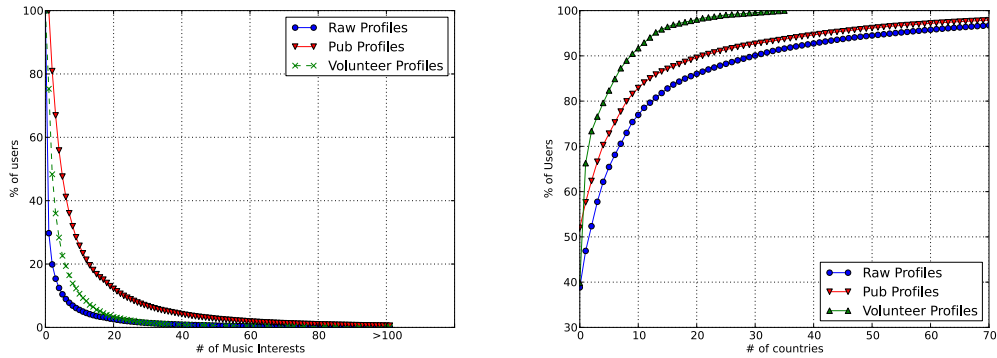 100
80
60
40
20
0
% of users
0
20
40
60
80
>100
# of Music Interests
Raw Profiles
Pub Profiles
Volunteer Profiles
100
90
80
70
60
50
40
30
% of Users
0
10
20
30
40
50
60
70
# of countries
Raw Profiles
Pub Profiles
Volunteer Profiles